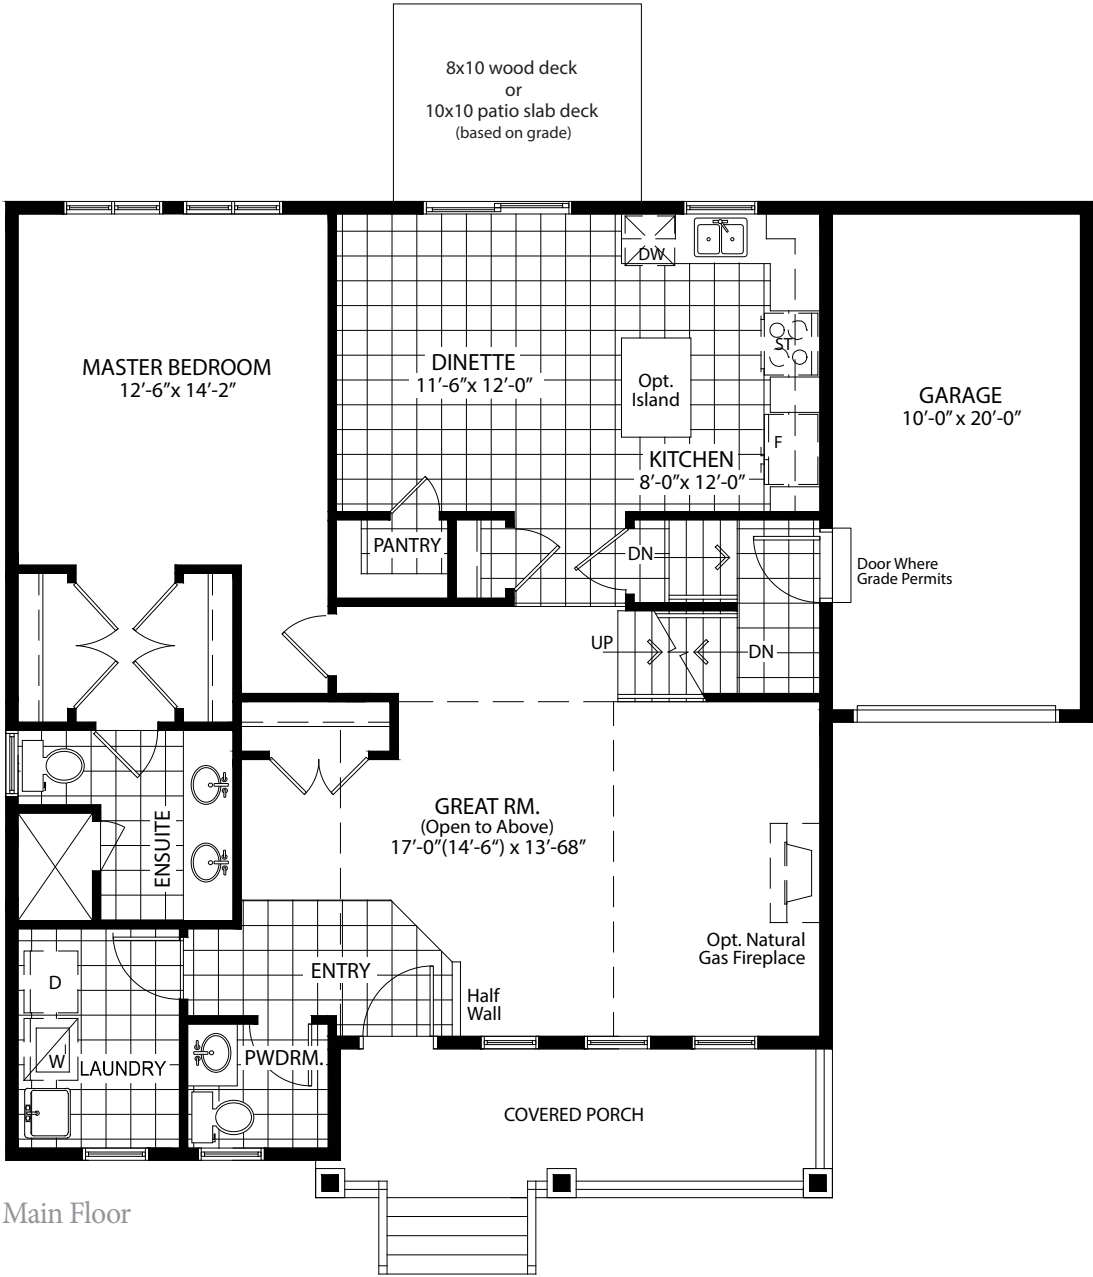 8x10 wood deck
or
10x10 patio slab deck
(based on grade)
DW
MASTER BEDROOM
12’-6”x 14’-2”
DINETTE
11’-6”x 12’-0”
Opt.
Island
ST
F
KITCHEN
8’-0”x 12’-0”
GARAGE
10’-0” x 20’-0”
PANTRY
DN
Door Where
Grade Permits
UP
DN
GREAT RM.
(Open to Above)
17’-0”(14’-6“) x 13’-68”
ENSUITE
Opt. Natural
Gas Fireplace
ENTRY
Half
Wall
D
W
LAUNDRY
PWDRM.
COVERED PORCH
Main Floor